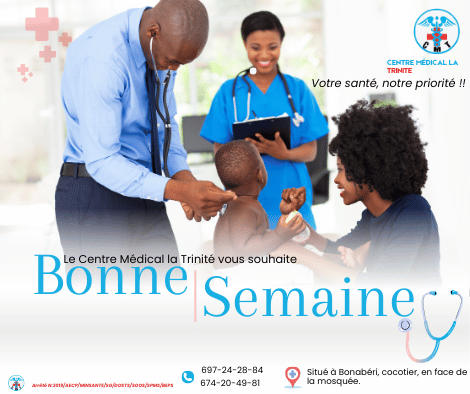 CMT
CENTRE MÉDICAL LA
TRINITE
Votre santé, notre priorité !!
Le Centre Médical la Trinité vous souhaite
Bonne
Semaine
697-24-28-84
674-20-49-81
Situé à Bonabéri, cocotier, en face de
la mosquée.